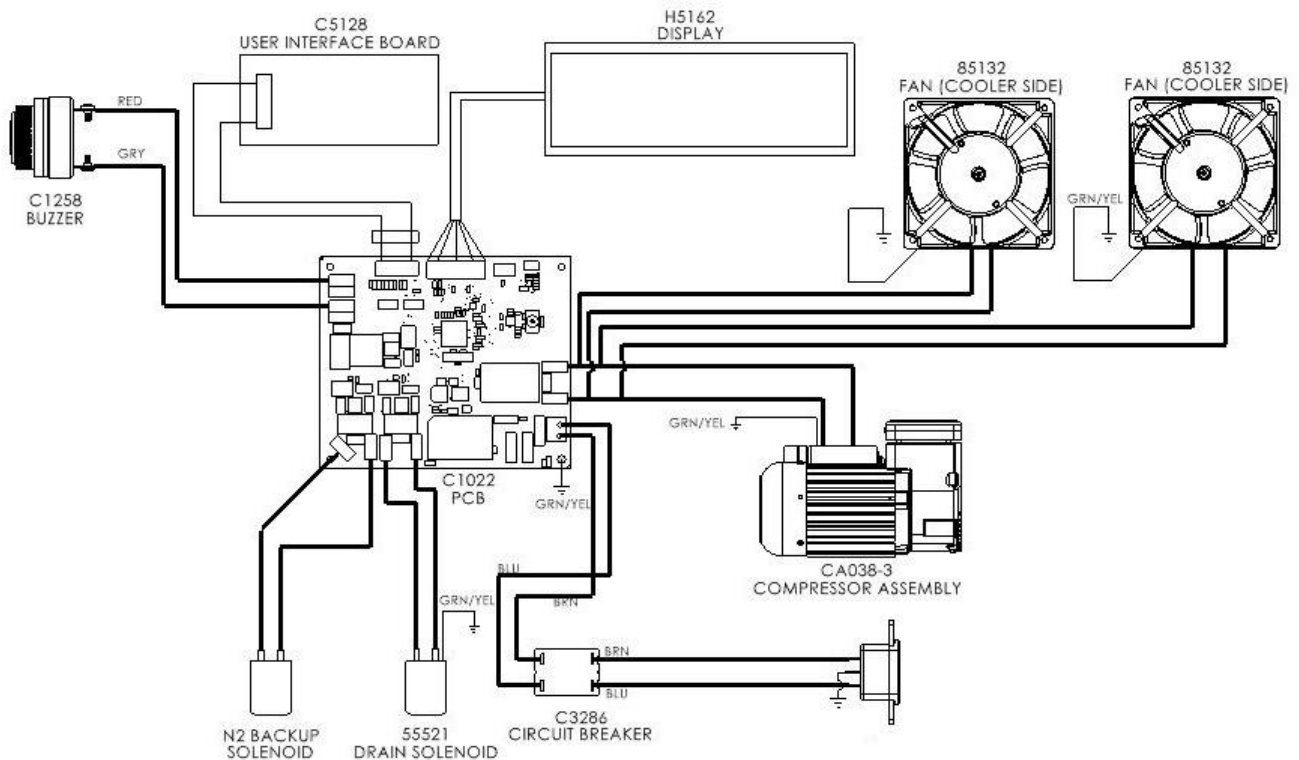 C5128
USER INTERFACE BOARD
H5162
DISPLAY
85132
FAN (COOLER SIDE)
85132
FAN (COOLER SIDE)
RED
GRY
C1258
BUZZER
GRN/YEL
GRN/YEL
C1022
PCB
GRN/YEL
CA038-3
COMPRESSOR ASSEMBLY
BLU
BRN
GRN/YEL
BRN
BLU
N2 BACKUP
SOLENOID
55521
DRAIN SOLENOID
C3286
CIRCUIT BREAKER